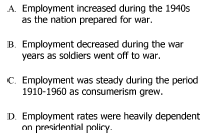 A. Employment increased during the 1940s
as the nation prepared for war.
B. Employment decreased during the war
years as soldiers went off to war.
C. Employment was steady during the period
1910-1960 as consumerism grew.
D. Employment rates were heavily dependent
on presidential policy.